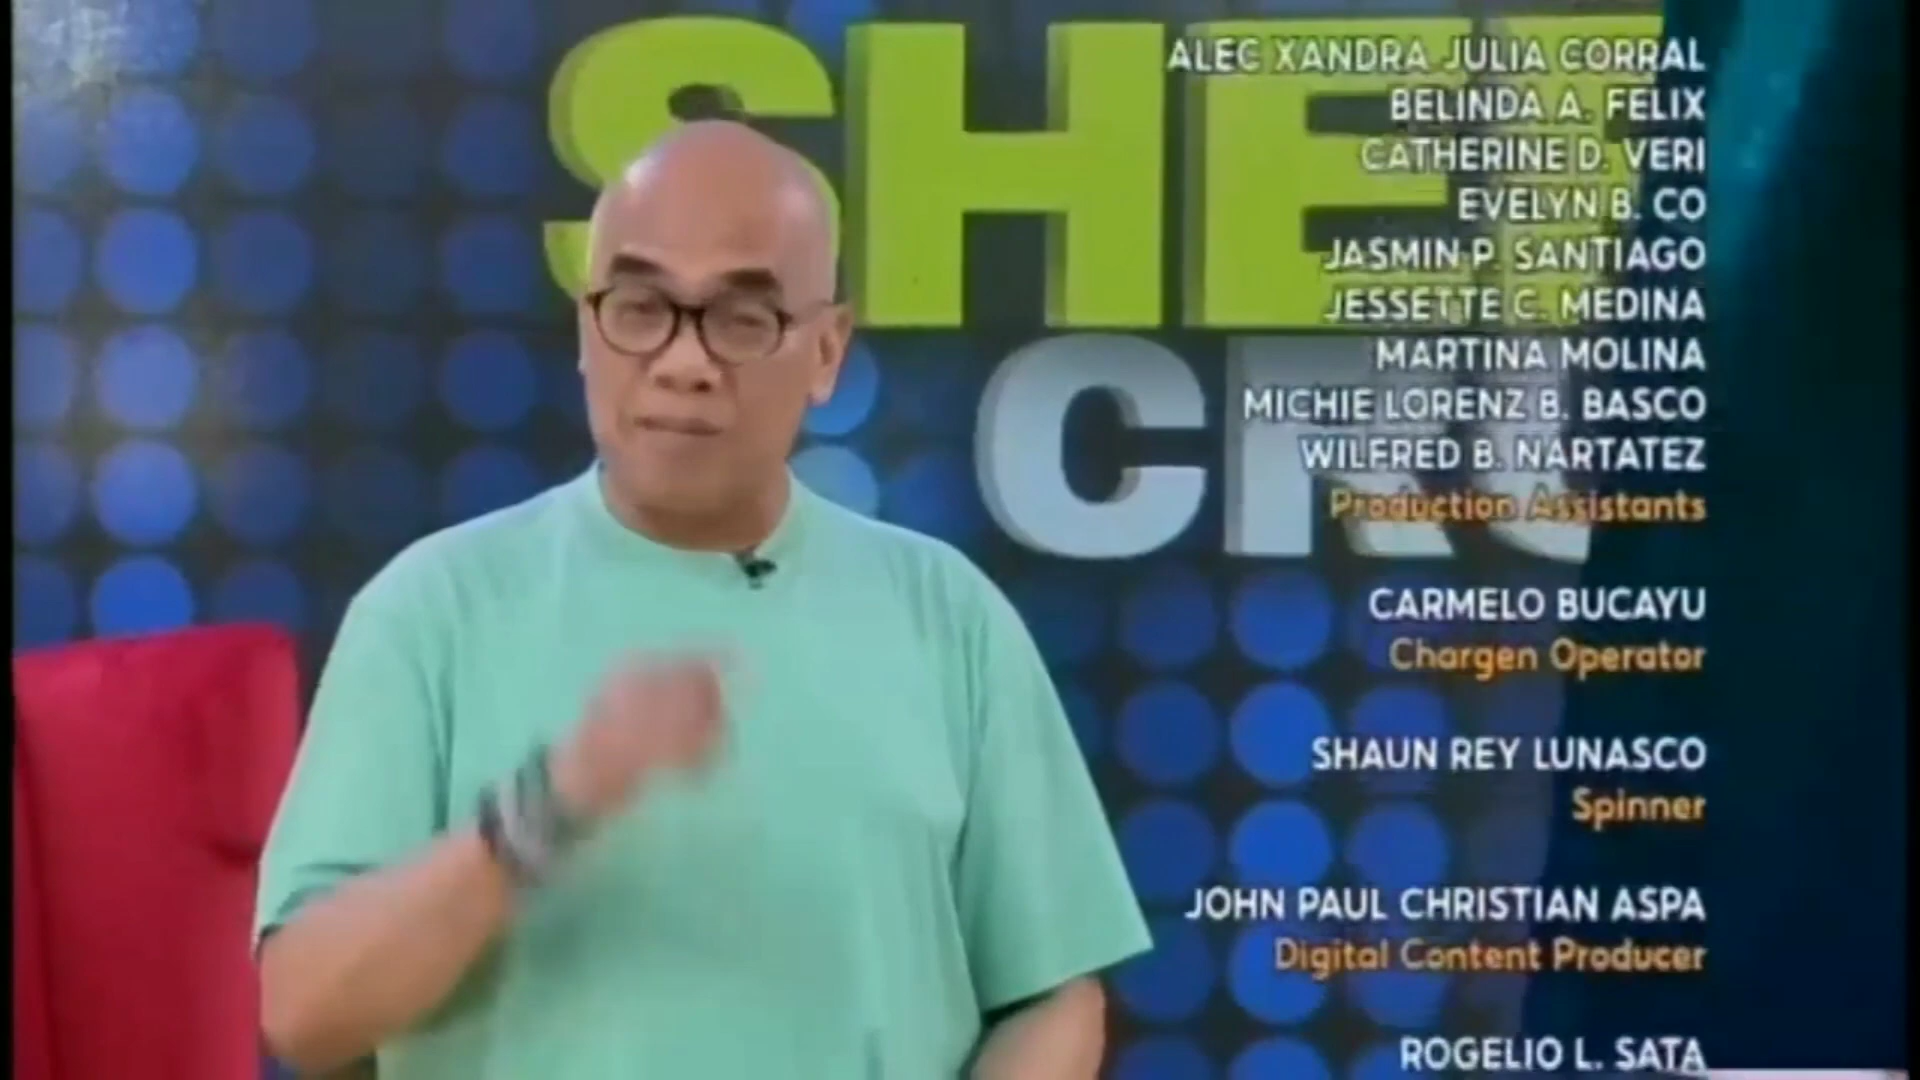 SHE
CR
ALEC XANDRA JULIA CORRAL
BELINDA A. FELIX
CATHERINE D. VERI
EVELYN B. CO
JASMIN P. SANTIAGO
JESSETTE C. MEDINA
MARTINA MOLINA
MICHIE LORENZ B. BASCO
WILFRED B. NARTATEZ
Production Assistants
CARMELO BUCAYU
Chargen Operator
SHAUN REY LUNASCO
Spinner
JOHN PAUL CHRISTIAN ASPA
Digital Content Producer
ROGELIO L. SATA